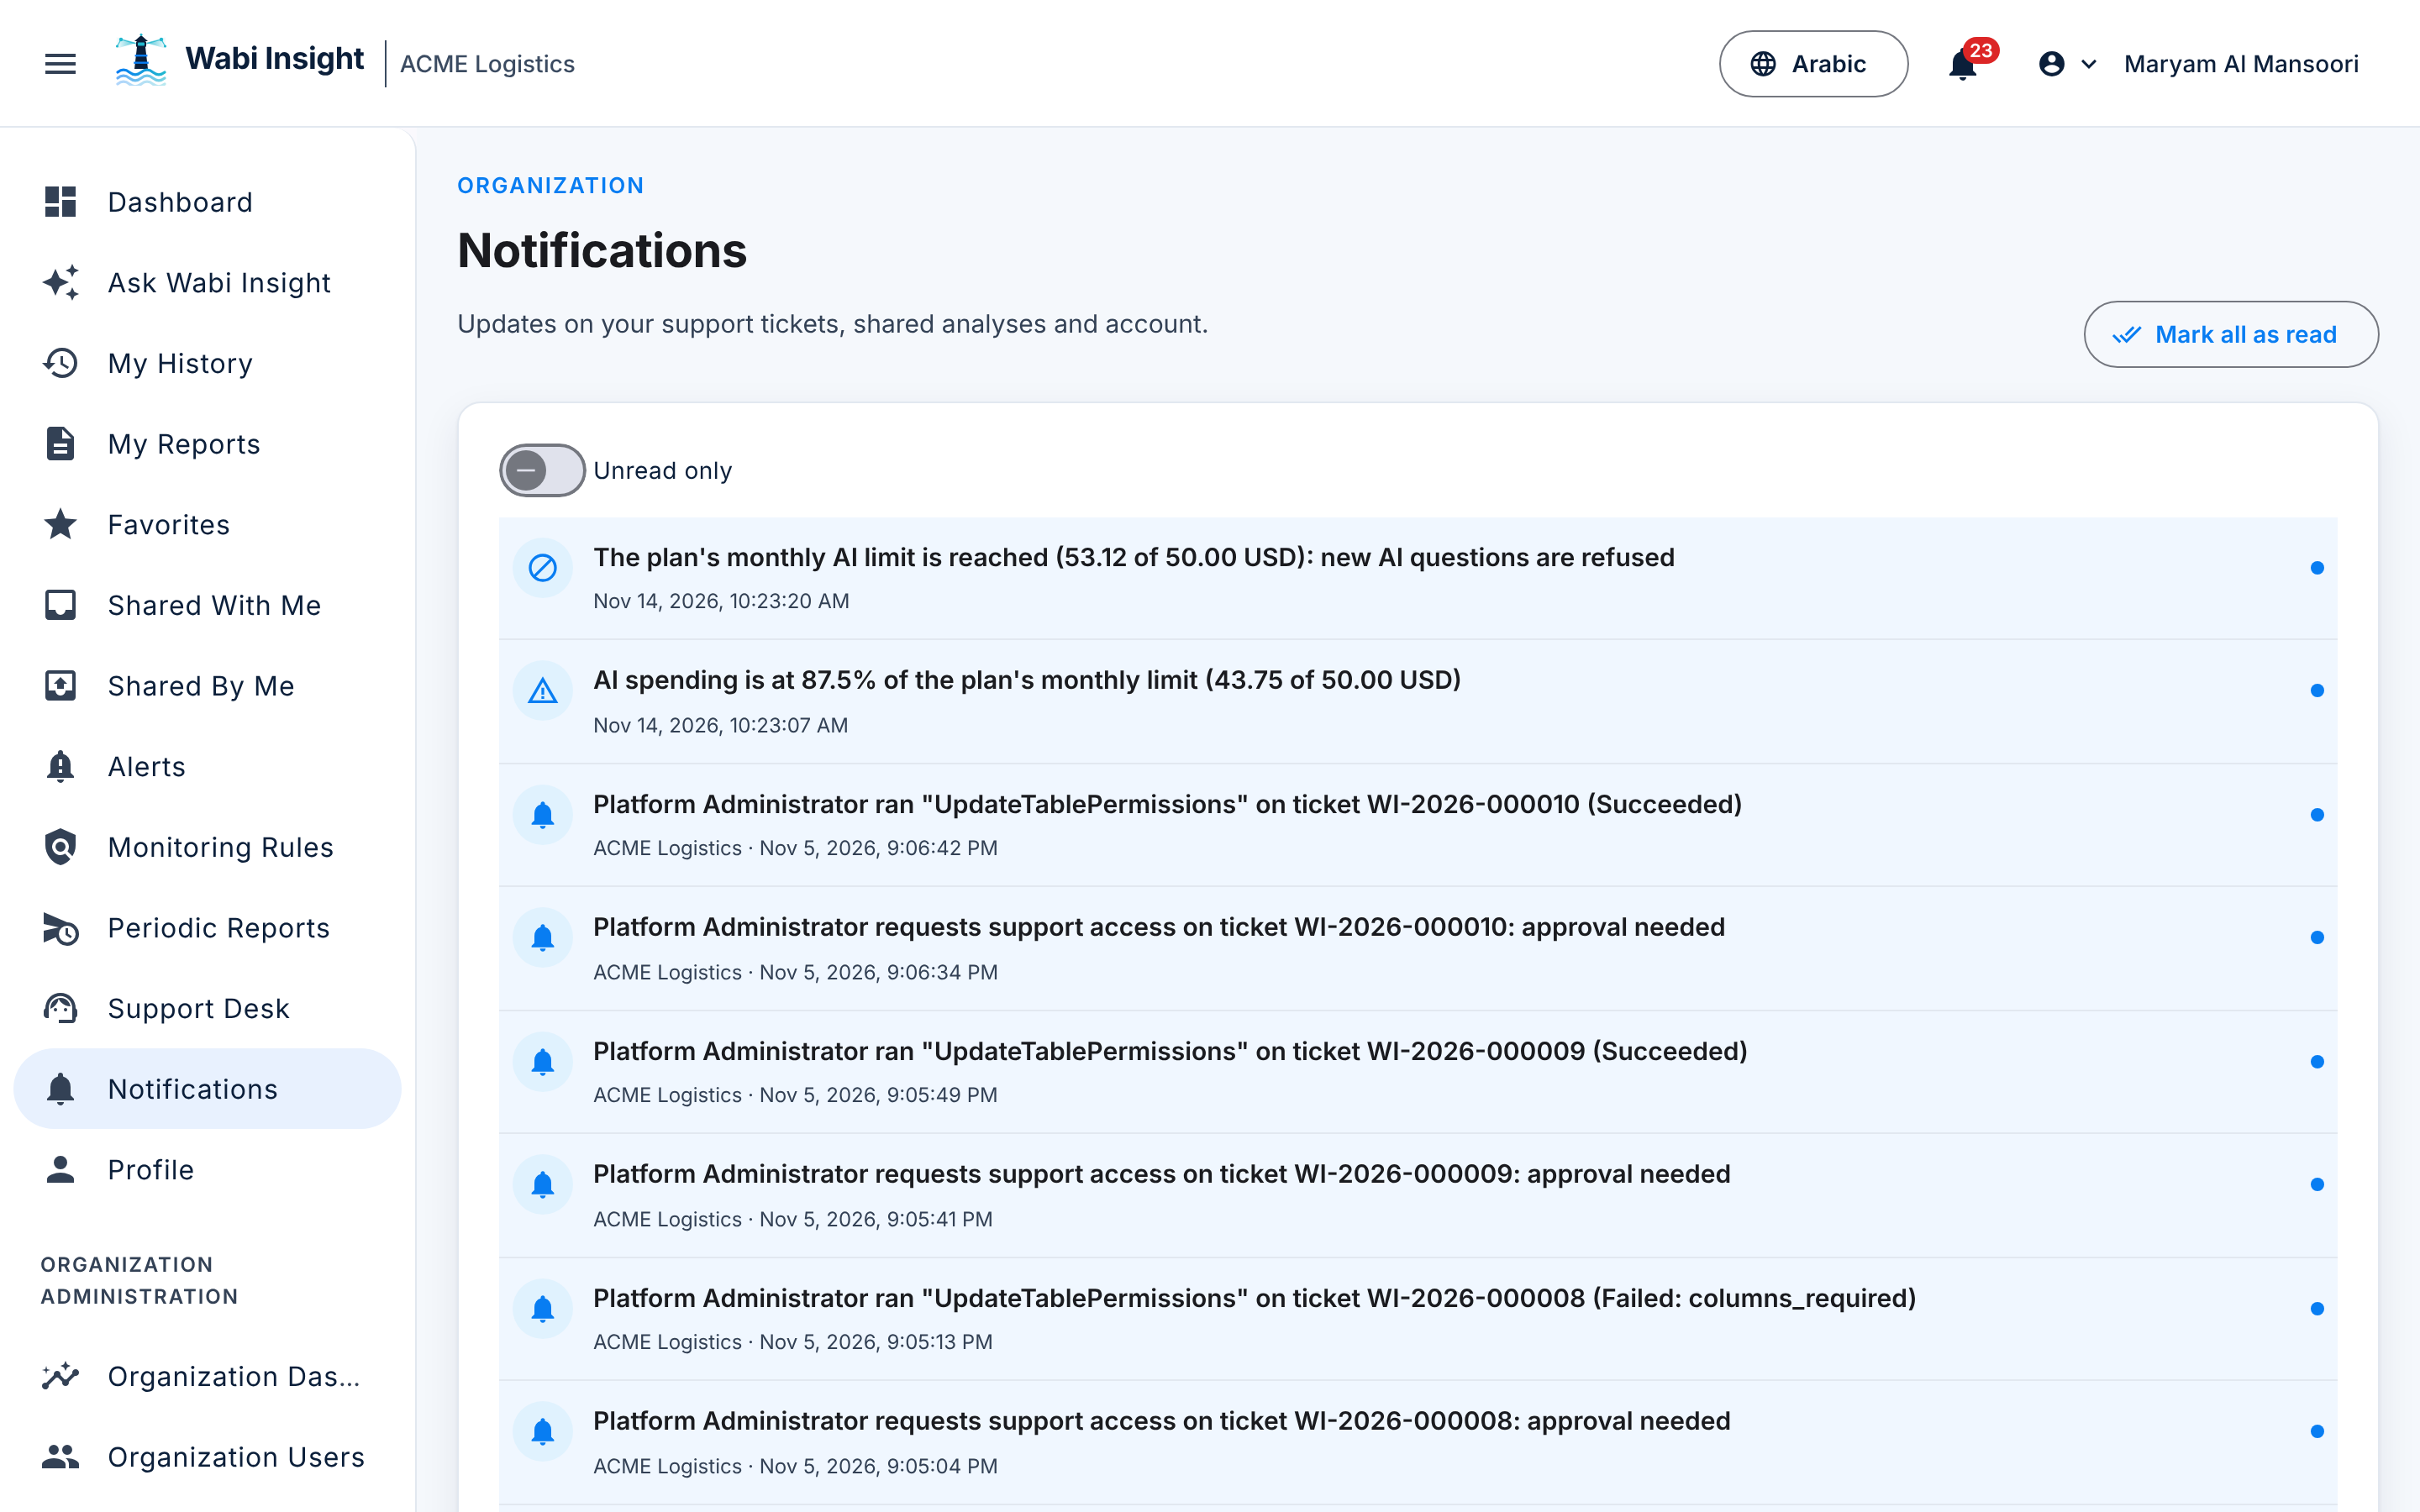 Wabi Insight
ACME Logistics
Arabic
23
Maryam Al Mansoori
Dashboard
Ask Wabi Insight
My History
My Reports
Favorites
Shared With Me
Shared By Me
Alerts
Monitoring Rules
Periodic Reports
Support Desk
Notifications
Profile
ORGANIZATION
ADMINISTRATION
Organization Das...
Organization Users
ORGANIZATION
Notifications
Updates on your support tickets, shared analyses and account.
Mark all as read
Unread only
The plan's monthly AI limit is reached (53.12 of 50.00 USD): new AI questions are refused
Nov 14, 2026, 10:23:20 AM
AI spending is at 87.5% of the plan's monthly limit (43.75 of 50.00 USD)
Nov 14, 2026, 10:23:07 AM
Platform Administrator ran "UpdateTablePermissions" on ticket WI-2026-000010 (Succeeded)
ACME Logistics · Nov 5, 2026, 9:06:42 PM
Platform Administrator requests support access on ticket WI-2026-000010: approval needed
ACME Logistics · Nov 5, 2026, 9:06:34 PM
Platform Administrator ran "UpdateTablePermissions" on ticket WI-2026-000009 (Succeeded)
ACME Logistics · Nov 5, 2026, 9:05:49 PM
Platform Administrator requests support access on ticket WI-2026-000009: approval needed
ACME Logistics · Nov 5, 2026, 9:05:41 PM
Platform Administrator ran "UpdateTablePermissions" on ticket WI-2026-000008 (Failed: columns_required)
ACME Logistics · Nov 5, 2026, 9:05:13 PM
Platform Administrator requests support access on ticket WI-2026-000008: approval needed
ACME Logistics · Nov 5, 2026, 9:05:04 PM